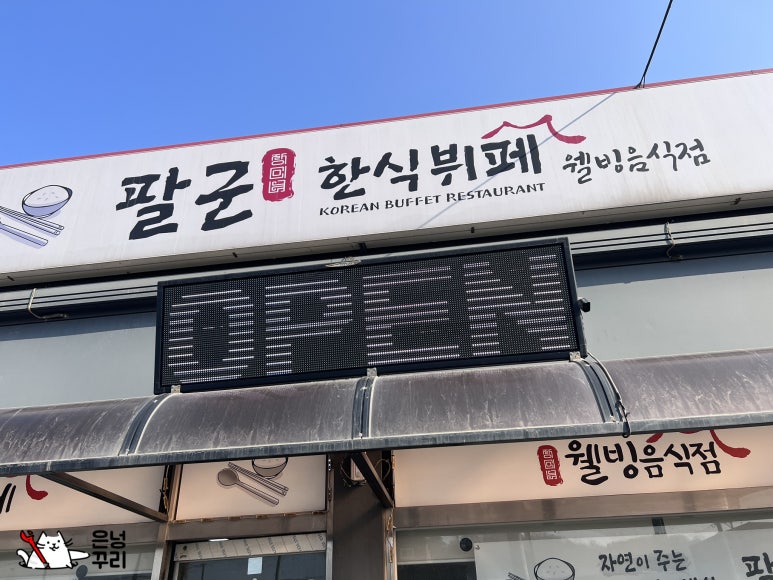 팔군 한식뷔페 웰빙음식점
KOREAN BUFFET RESTAURANT
OPEN
웰빙음식점
자연이 주는
은넝
꾸리